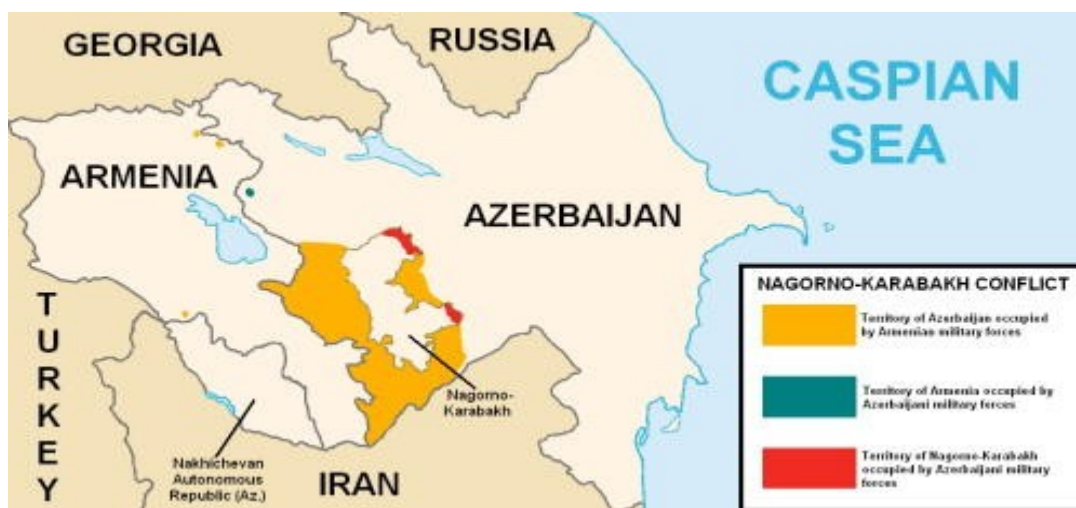 GEORGIA
RUSSIA
CASPIAN
SEA
ARMENIA
AZERBAIJAN
TURKEY
NAGORNO-KARABAKH CONFLICT
Territory of Azerbaijan occupied
by Armenian military forces
Territory of Armenia occupied by
Azerbaijani military forces
Territory of Nagorno-Karabakh
occupied by Azerbaijani military
forces
Nagorno-
Karabakh
Nakhichevan
Autonomous
Republic (Az.)
IRAN